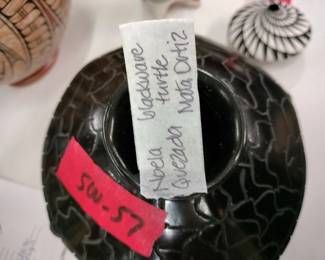 Noela
Quezada
blackware
turtle
Mata Ortiz
SW-57